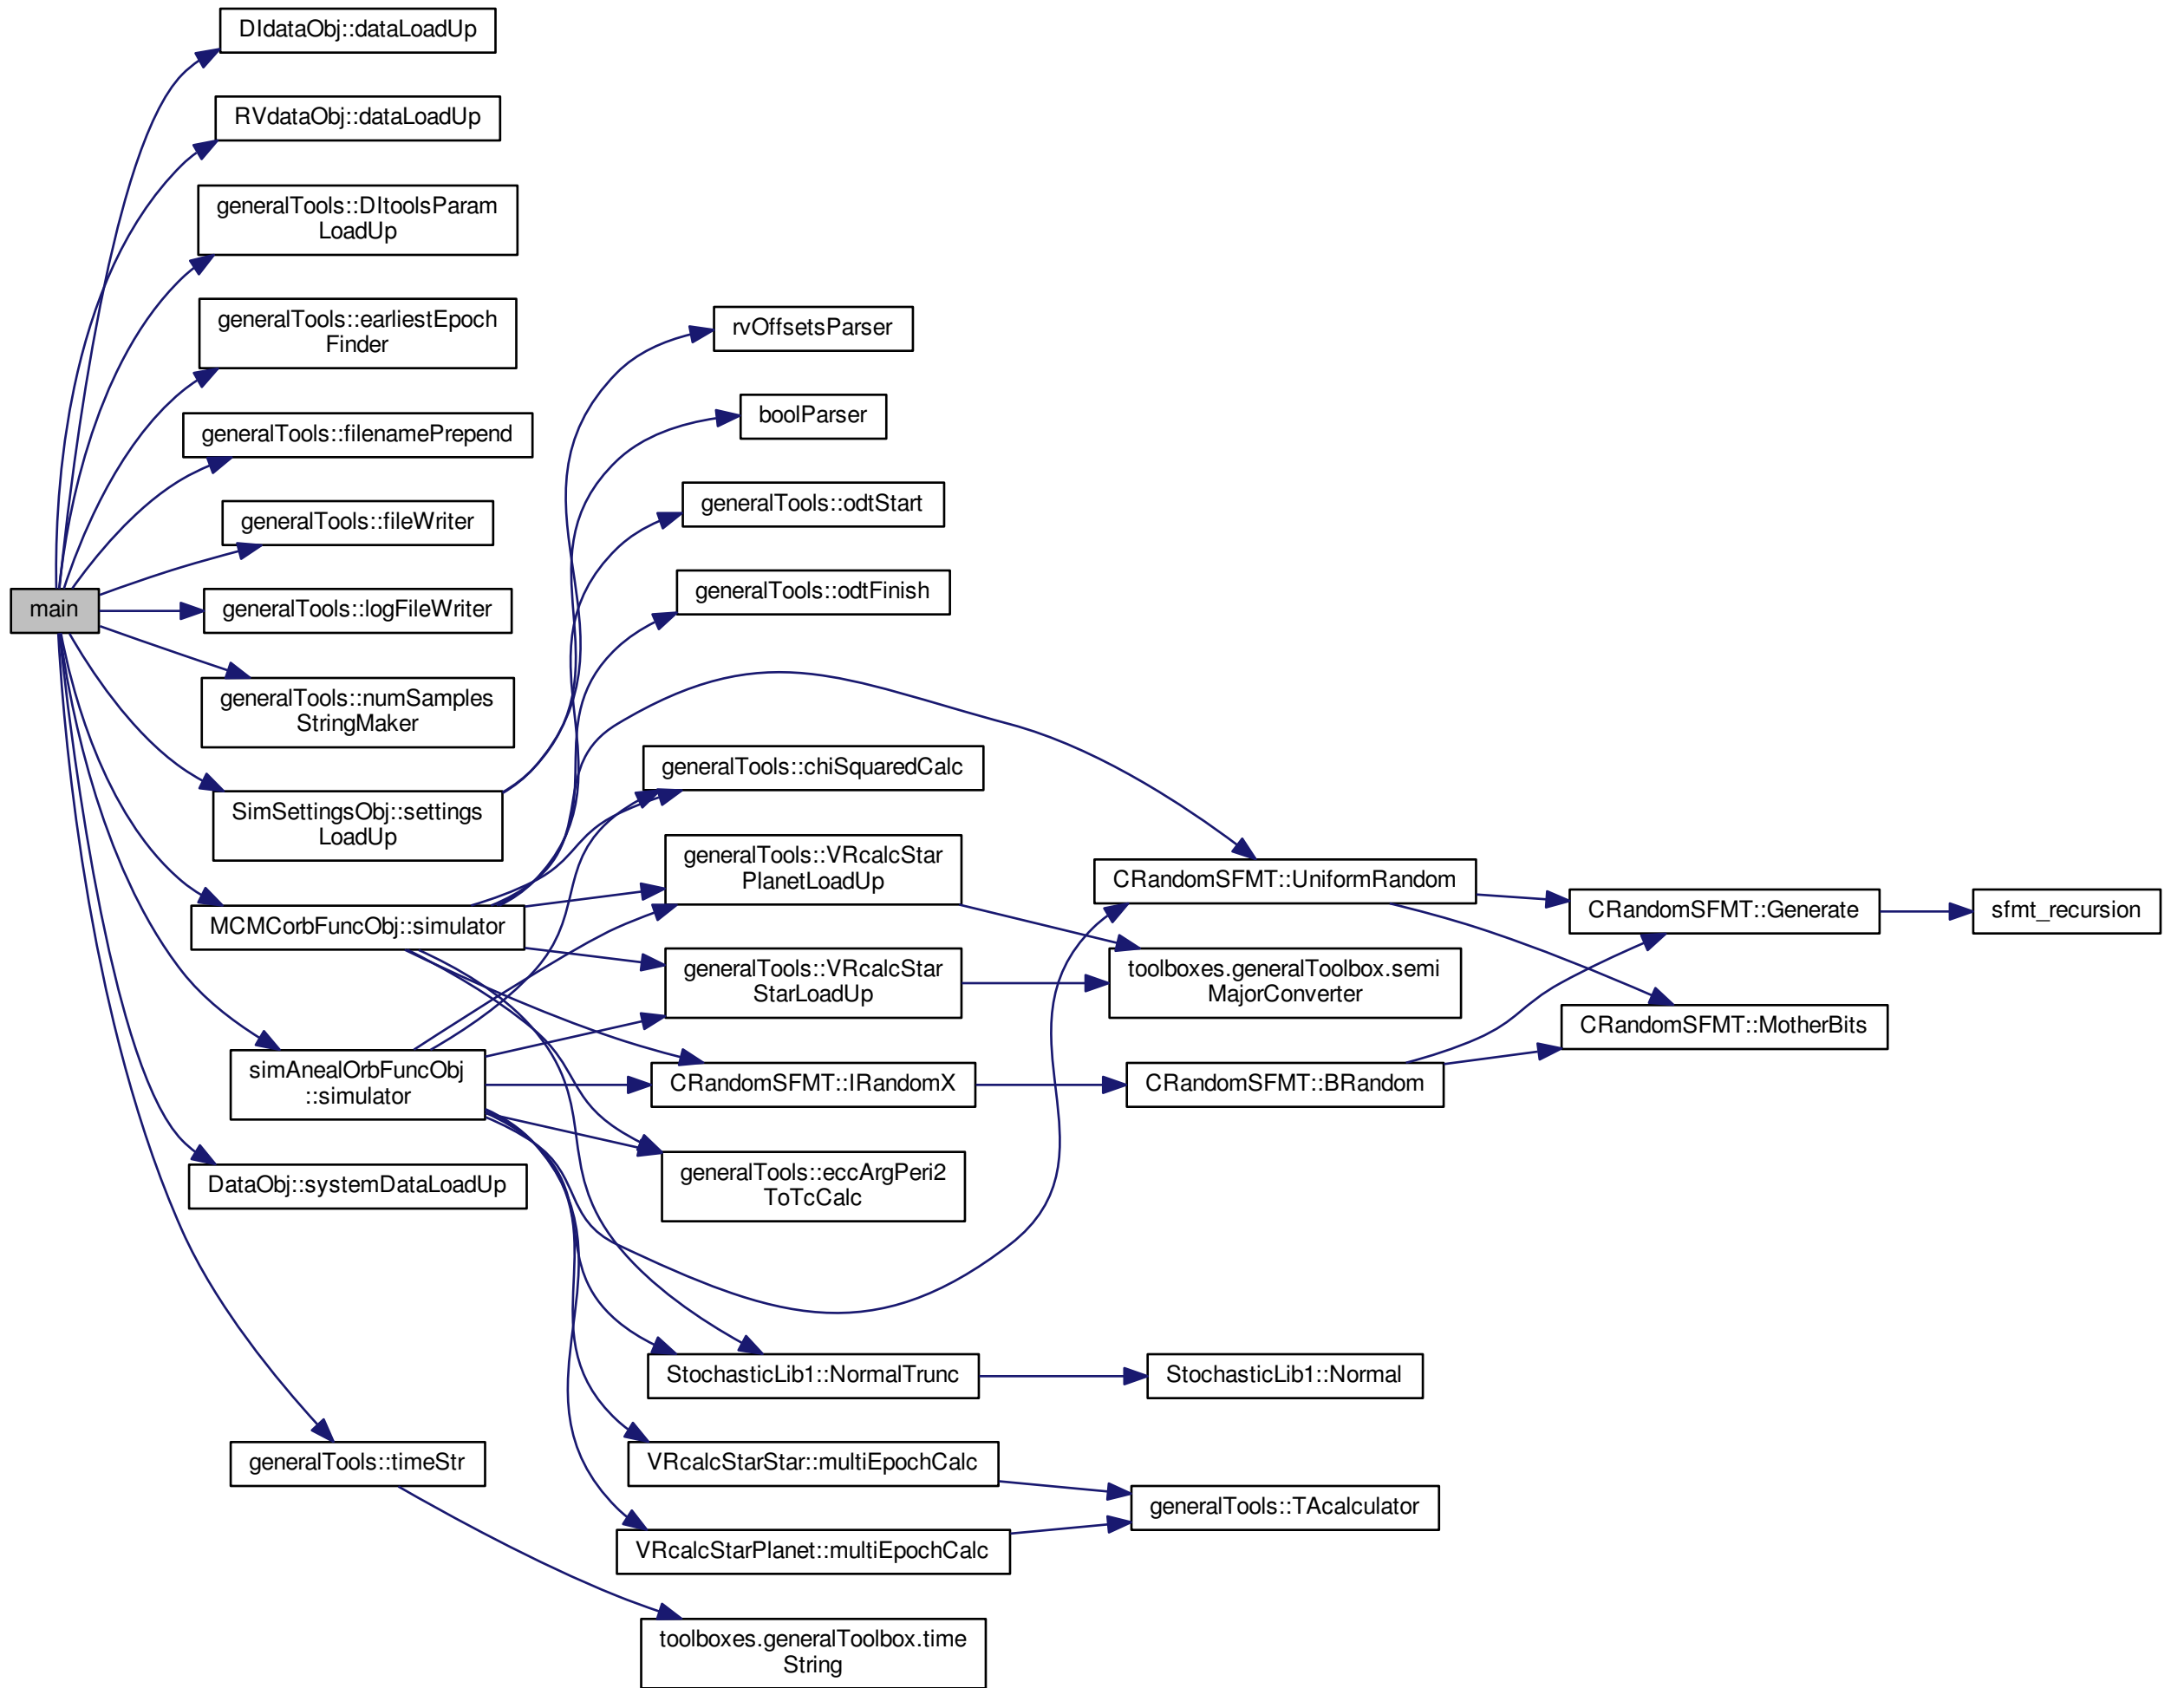 main
DIdataObj::dataLoadUp
RVdataObj::dataLoadUp
generalTools::DItoolsParam
LoadUp
generalTools::earliestEpoch
Finder
generalTools::filenamePrepend
generalTools::fileWriter
generalTools::logFileWriter
generalTools::numSamples
StringMaker
SimSettingsObj::settings
LoadUp
MCMCorbFuncObj::simulator
simAnealOrbFuncObj
::simulator
DataObj::systemDataLoadUp
generalTools::timeStr
rvOffsetsParser
boolParser
generalTools::odtStart
generalTools::odtFinish
generalTools::chiSquaredCalc
generalTools::VRcalcStar
PlanetLoadUp
generalTools::VRcalcStar
StarLoadUp
CRandomSFMT::IRandomX
generalTools::eccArgPeri2
ToTcCalc
StochasticLib1::NormalTrunc
VRcalcStarStar::multiEpochCalc
VRcalcStarPlanet::multiEpochCalc
toolboxes.generalToolbox.time
String
CRandomSFMT::UniformRandom
toolboxes.generalToolbox.semi
MajorConverter
CRandomSFMT::BRandom
StochasticLib1::Normal
generalTools::TAcalculator
CRandomSFMT::Generate
CRandomSFMT::MotherBits
sfmt_recursion